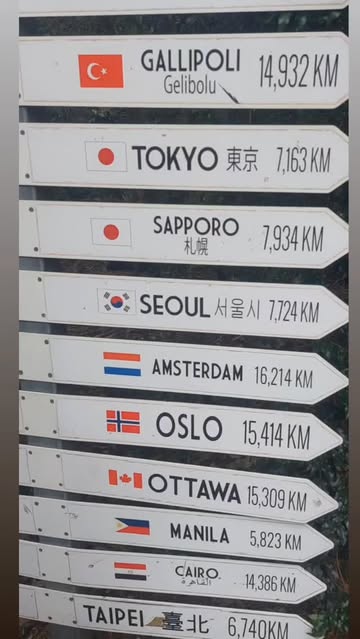 GALLIPOLI 14,932 KM
Gelibolu
TOKYO 東京 7,163 KM
SAPPORO 7,934 KM
札幌
SEOUL 서울시 7,724 KM
AMSTERDAM 16,214 KM
OSLO 15,414 KM
OTTAWA 15,309 KM
MANILA 5,823 KM
CAIRO 14,386 KM
القاهرة
TAIPEI 臺北 6,740 KM